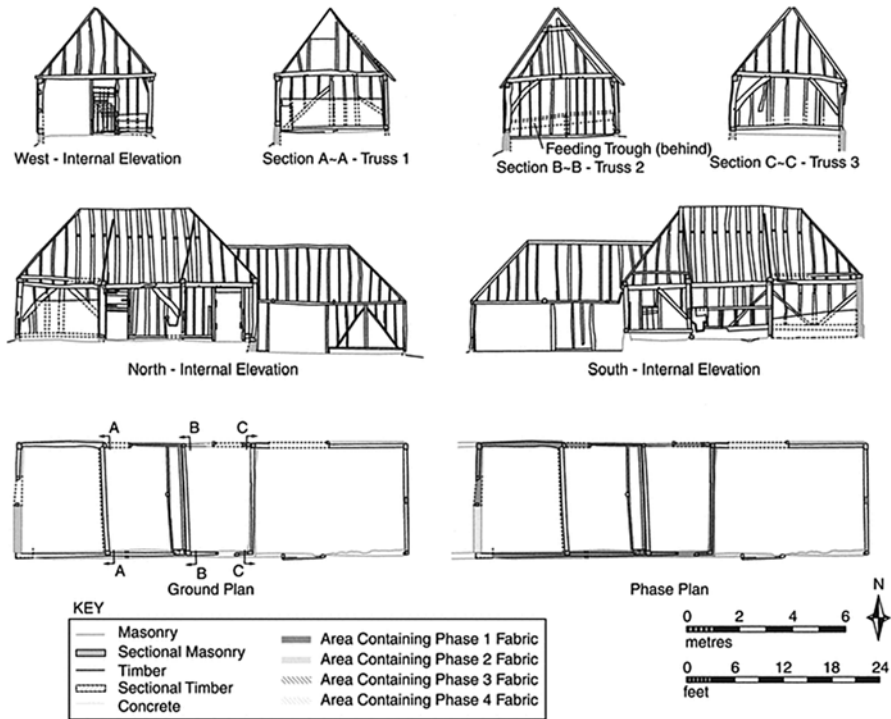 West - Internal Elevation
Section A~A - Truss 1
Feeding Trough (behind)
Section B~B - Truss 2
Section C~C - Truss 3
North - Internal Elevation
South - Internal Elevation
A
B
C
A
B
C
Ground Plan
Phase Plan
KEY
Masonry
Sectional Masonry
Timber
Sectional Timber
Concrete
Area Containing Phase 1 Fabric
Area Containing Phase 2 Fabric
Area Containing Phase 3 Fabric
Area Containing Phase 4 Fabric
N
0 2 4 6
metres
0 6 12 18 24
feet